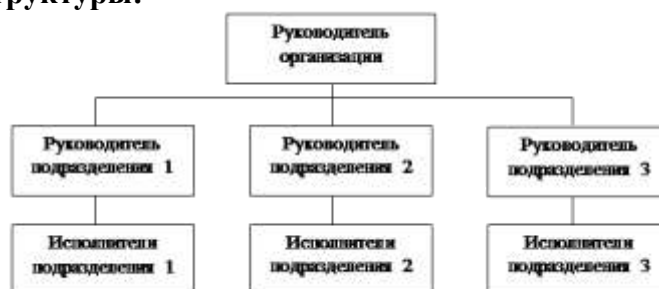 Руководитель
организации
Руководитель
подразделения 1
Руководитель
подразделения 2
Руководитель
подразделения 3
Исполнители
подразделения 1
Исполнители
подразделения 2
Исполнители
подразделения 3